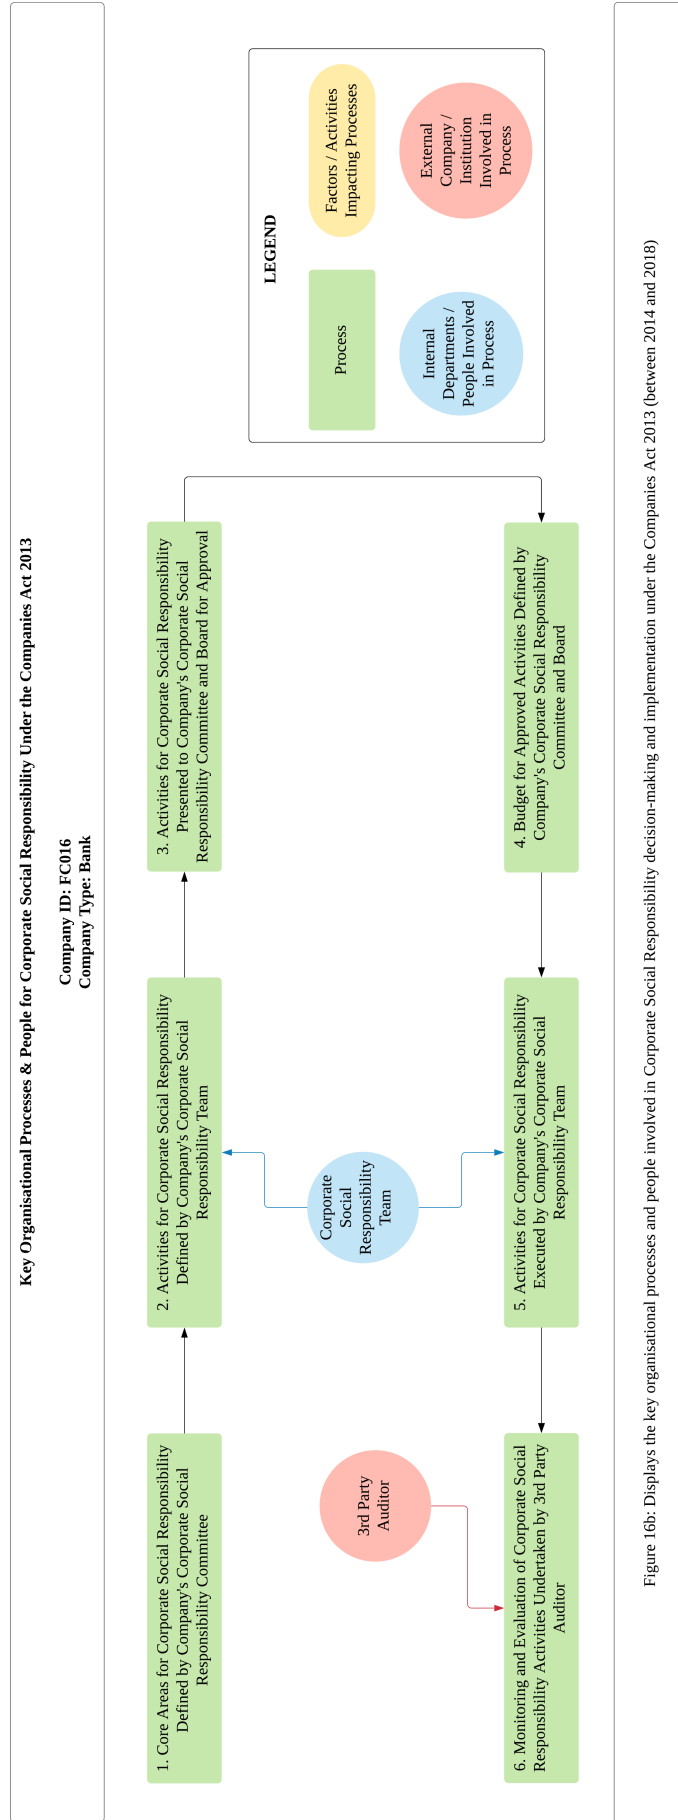 Key Organisational Processes & People for Corporate Social Responsibility Under the Companies Act 2013
Company ID: FC016
Company Type: Bank
1. Core Areas for Corporate Social Responsibility
Defined by Company's Corporate Social
Responsibility Committee
2. Activities for Corporate Social Responsibility
Defined by Company's Corporate Social
Responsibility Team
3. Activities for Corporate Social Responsibility
Presented to Company's Corporate Social
Responsibility Committee and Board for Approval
LEGEND
Process
Factors / Activities
Impacting Processes
Internal
Departments /
People Involved
in Process
External
Company /
Institution
Involved in
Process
3rd Party
Auditor
Corporate
Social
Responsibility
Team
6. Monitoring and Evaluation of Corporate Social
Responsibility Activities Undertaken by 3rd Party
Auditor
5. Activities for Corporate Social Responsibility
Executed by Company's Corporate Social
Responsibility Team
4. Budget for Approved Activities Defined by
Company's Corporate Social Responsibility
Committee and Board
Figure 16b: Displays the key organisational processes and people involved in Corporate Social Responsibility decision-making and implementation under the Companies Act 2013 (between 2014 and 2018)